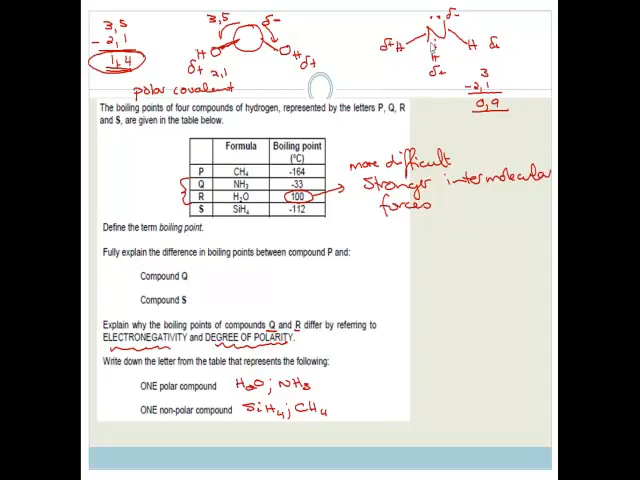 3,5
- 2,1
1,4
3,5
δ-
H
H
δ+
2,1
δ+
polar covalent
δ-
N
δ+H
H
δ+
H δ+
3
-2,1
0,9
The boiling points of four compounds of hydrogen, represented by the letters P, Q, R
and S, are given in the table below.
Formula Boiling point
(°C)
P CH₄ -164
Q NH₃ -33
R H₂O 100
S SiH₄ -112
more difficult
stronger intermolecular
forces
Define the term boiling point.
Fully explain the difference in boiling points between compound P and:
Compound Q
Compound S
Explain why the boiling points of compounds Q and R differ by referring to
ELECTRONEGATIVITY and DEGREE OF POLARITY.
Write down the letter from the table that represents the following:
ONE polar compound H₂O; NH₃
ONE non-polar compound SiH₄; CH₄